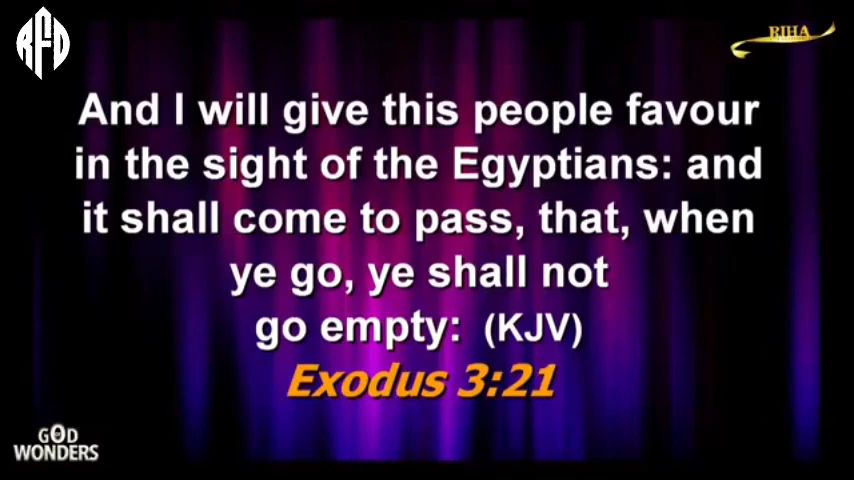 RFD
RIHA
And I will give this people favour
in the sight of the Egyptians: and
it shall come to pass, that, when
ye go, ye shall not
go empty: (KJV)
Exodus 3:21
GOD
WONDERS